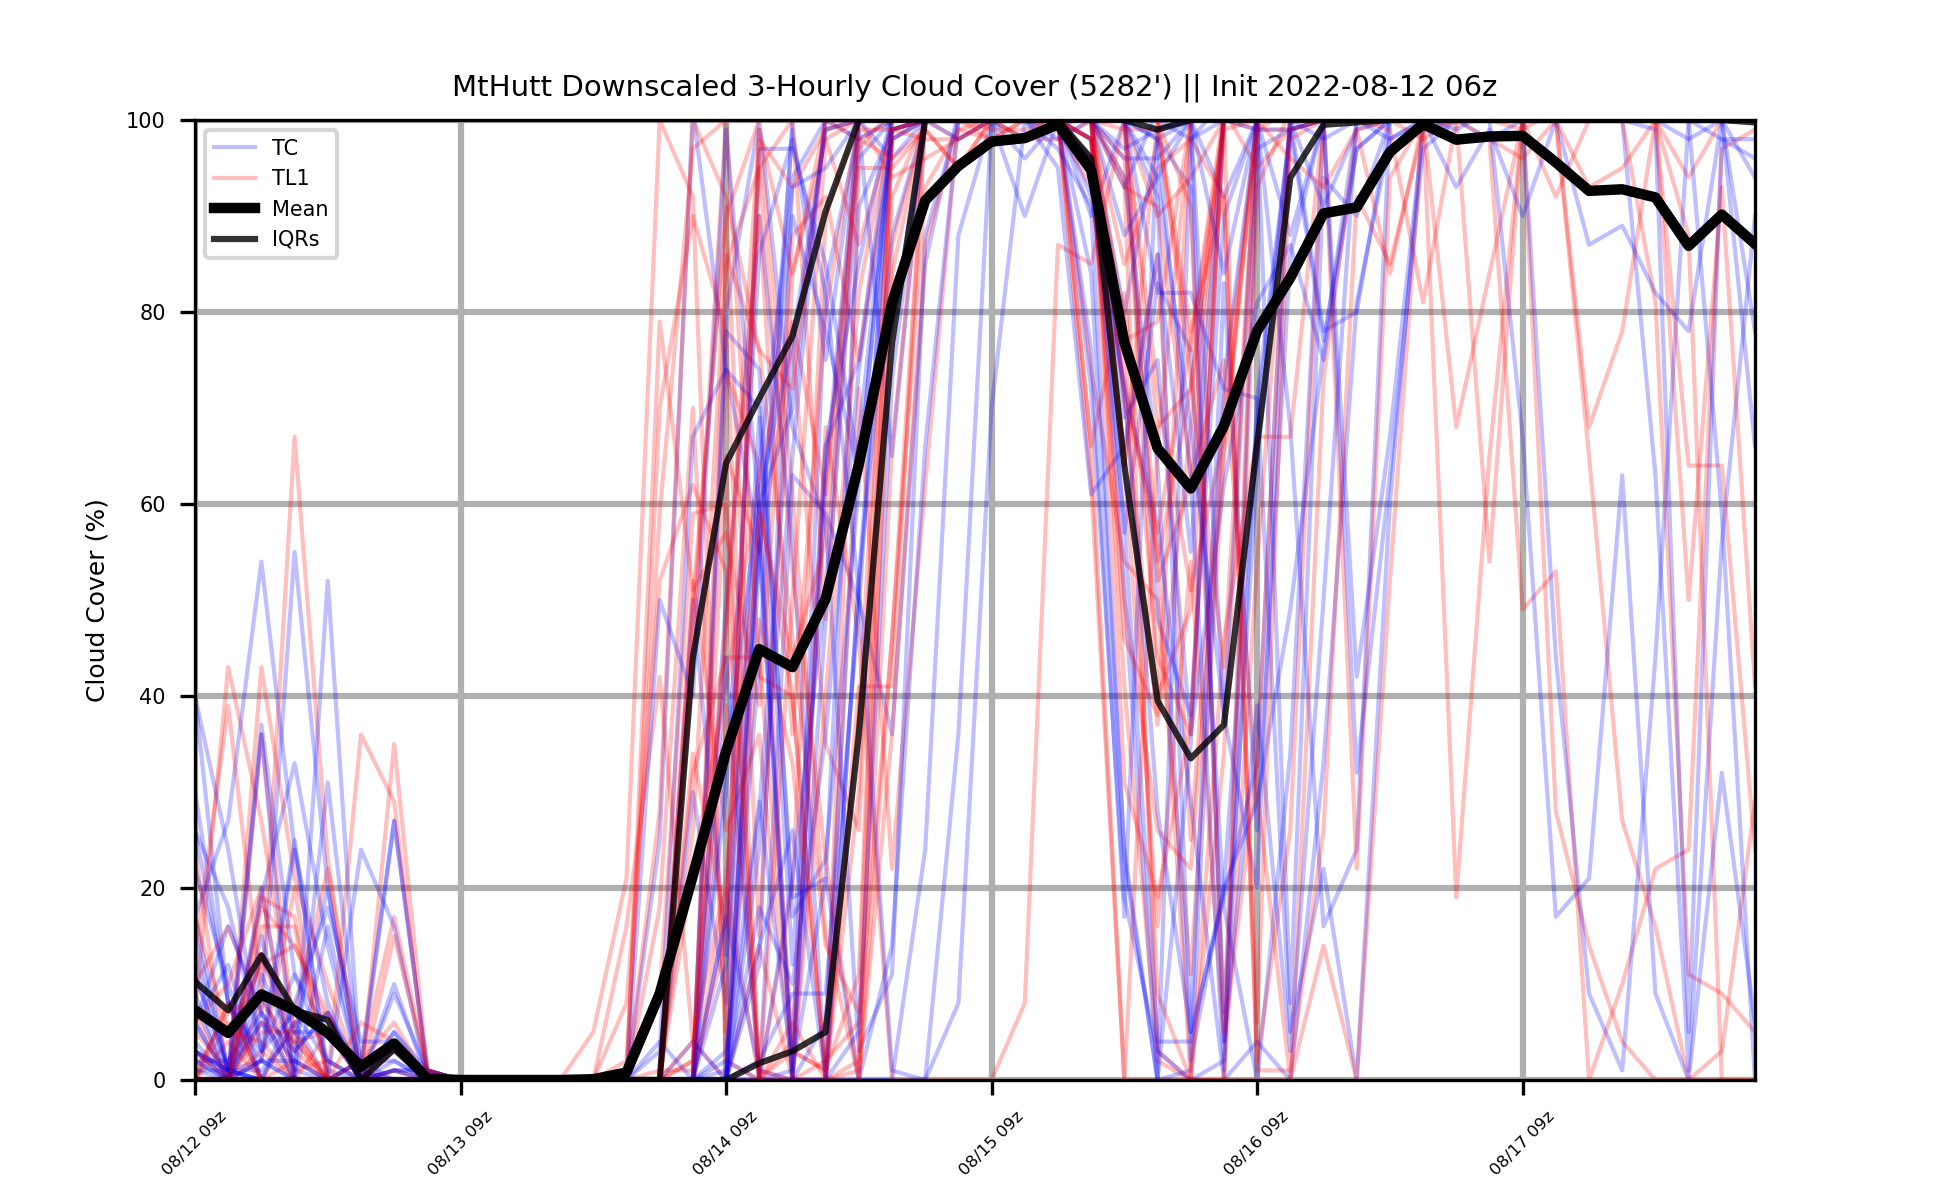 MtHutt Downscaled 3-Hourly Cloud Cover (5282') || Init 2022-08-12 06z
100
80
60
40
20
0
Cloud Cover (%)
TC
TL1
Mean
IQRs
08/12 09z
08/13 09z
08/14 09z
08/15 09z
08/16 09z
08/17 09z